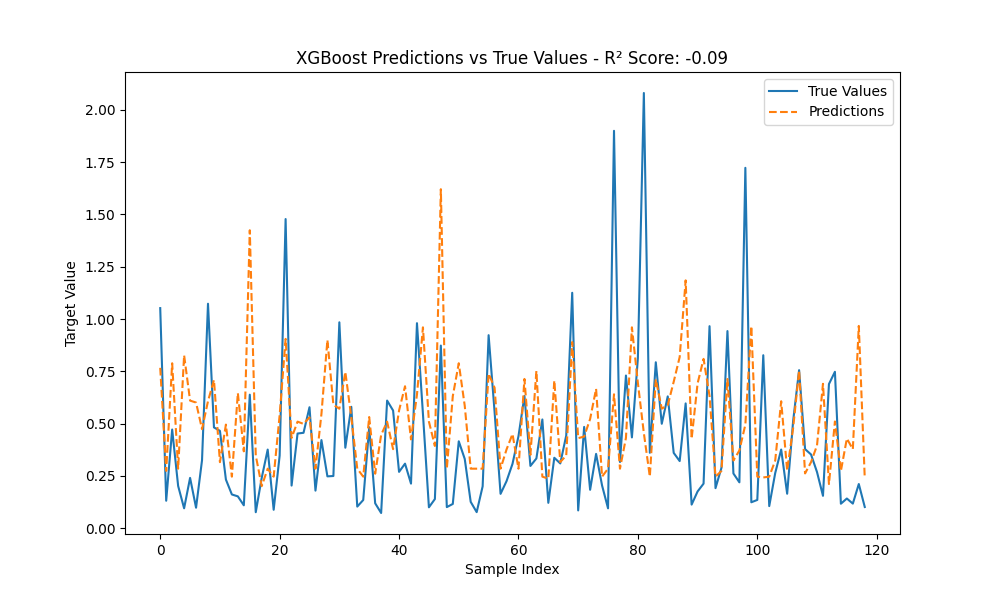 XGBoost Predictions vs True Values - R² Score: -0.09
True Values
Predictions
Target Value
2.00
1.75
1.50
1.25
1.00
0.75
0.50
0.25
0.00
0 20 40 60 80 100 120
Sample Index